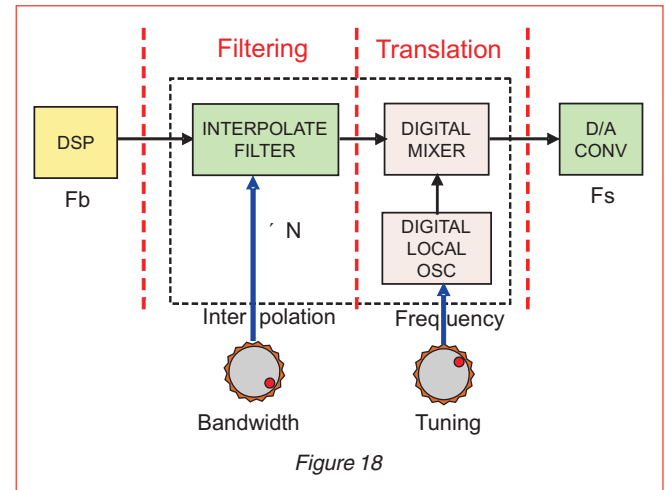 Filtering Translation
DSP
INTERPOLATE
FILTER
DIGITAL
MIXER
D/A
CONV
Fb
Fs
´ N
DIGITAL
LOCAL
OSC
Inter polation
Frequency
Bandwidth
Tuning
Figure 18